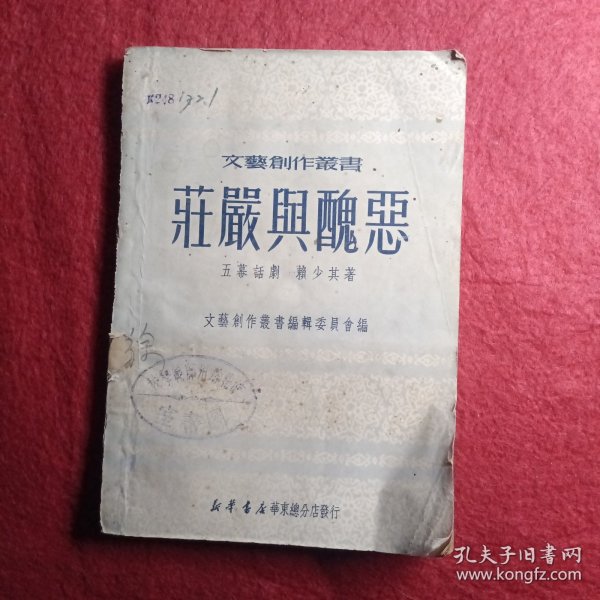 文藝創作叢書
莊嚴與醜惡
五幕話劇 賴少其著
文藝創作叢書編輯委員會編
新華書店華東總分店發行
孔夫子旧书网
www.kongfz.com